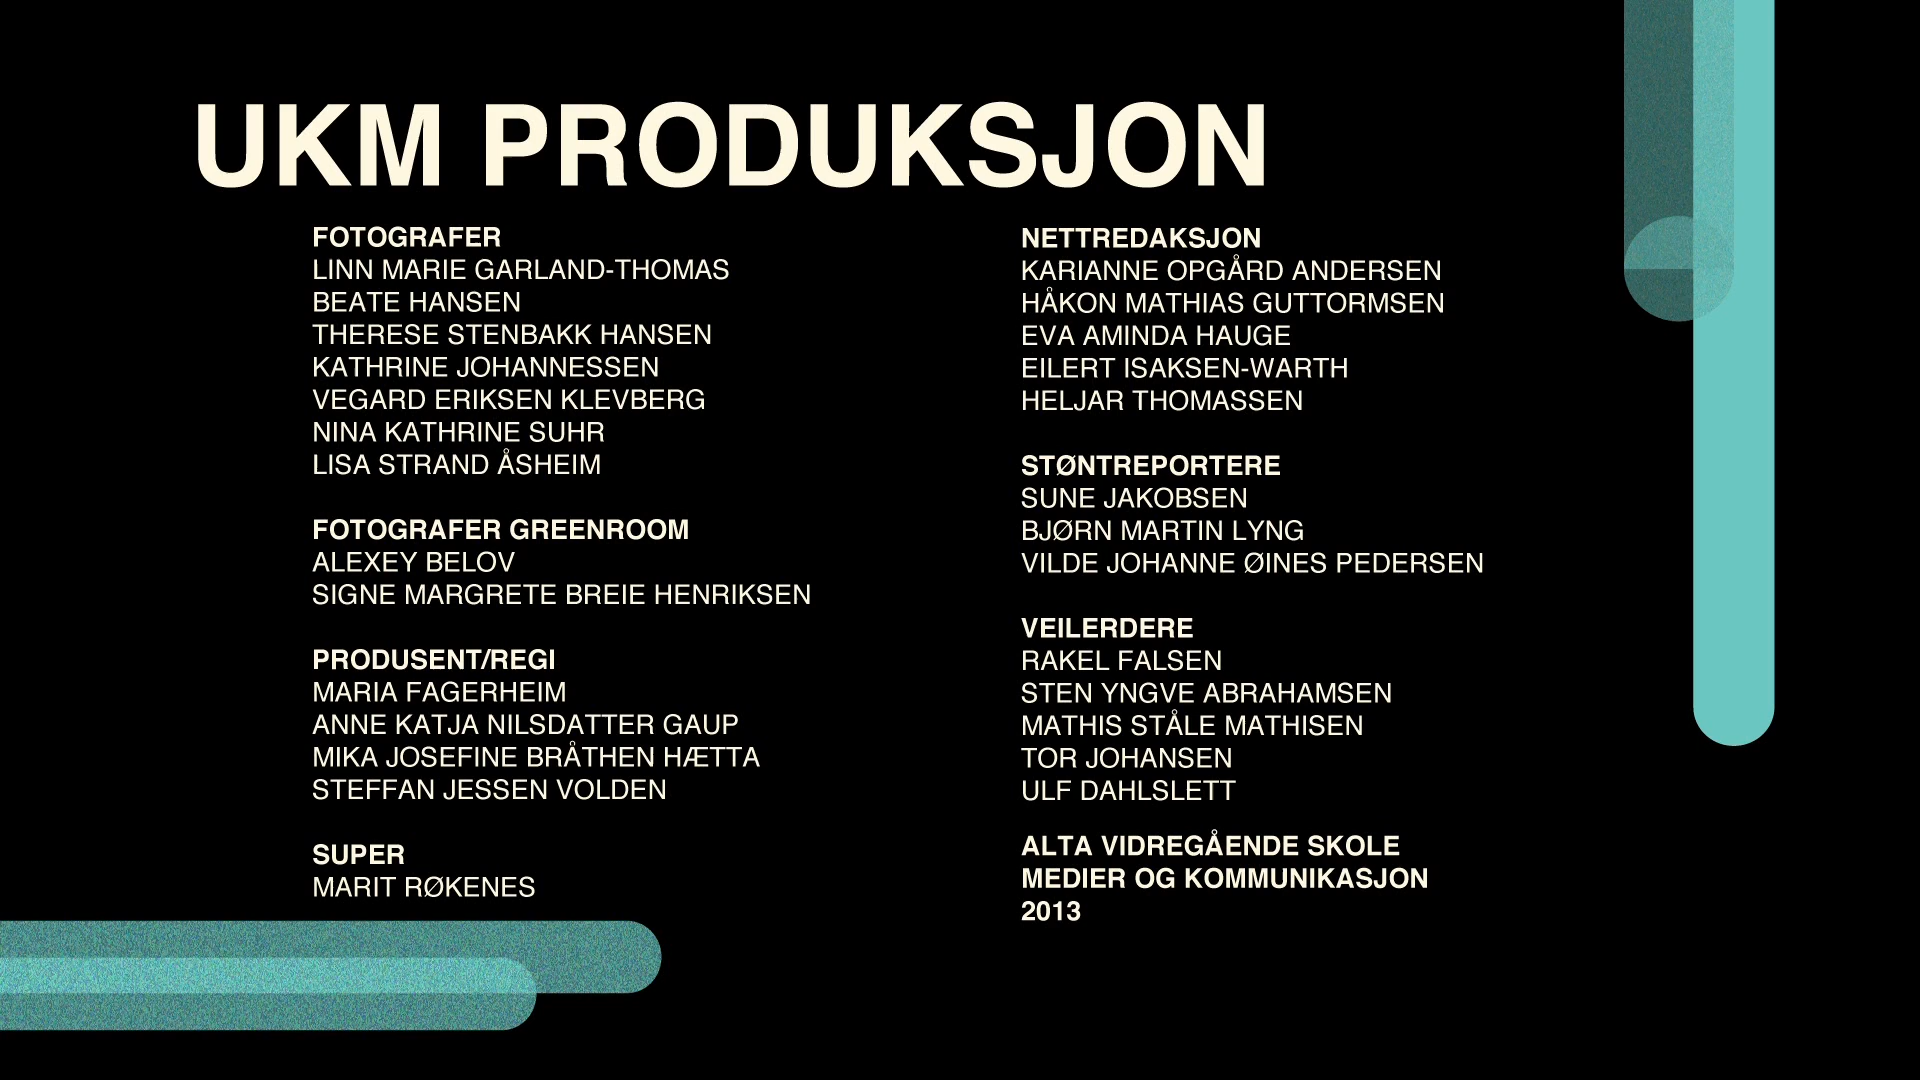 UKM PRODUKSJON
FOTOGRAFER
LINN MARIE GARLAND-THOMAS
BEATE HANSEN
THERESE STENBAKK HANSEN
KATHRINE JOHANNESSEN
VEGARD ERIKSEN KLEVBERG
NINA KATHRINE SUHR
LISA STRAND ÅSHEIM
FOTOGRAFER GREENROOM
ALEXEY BELOV
SIGNE MARGRETE BREIE HENRIKSEN
PRODUSENT/REGI
MARIA FAGERHEIM
ANNE KATJA NILSDATTER GAUP
MIKA JOSEFINE BRÅTHEN HÆTTA
STEFFAN JESSEN VOLDEN
SUPER
MARIT RØKENES
NETTREDAKSJON
KARIANNE OPGÅRD ANDERSEN
HÅKON MATHIAS GUTTORMSEN
EVA AMINDA HAUGE
EILERT ISAKSEN-WARTH
HELJAR THOMASSEN
STØNTREPORTERE
SUNE JAKOBSEN
BJØRN MARTIN LYNG
VILDE JOHANNE ØINES PEDERSEN
VEILERDERE
RAKEL FALSEN
STEN YNGVE ABRAHAMSEN
MATHIS STÅLE MATHISEN
TOR JOHANSEN
ULF DAHLSLETT
ALTA VIDREGÅENDE SKOLE
MEDIER OG KOMMUNIKASJON
2013